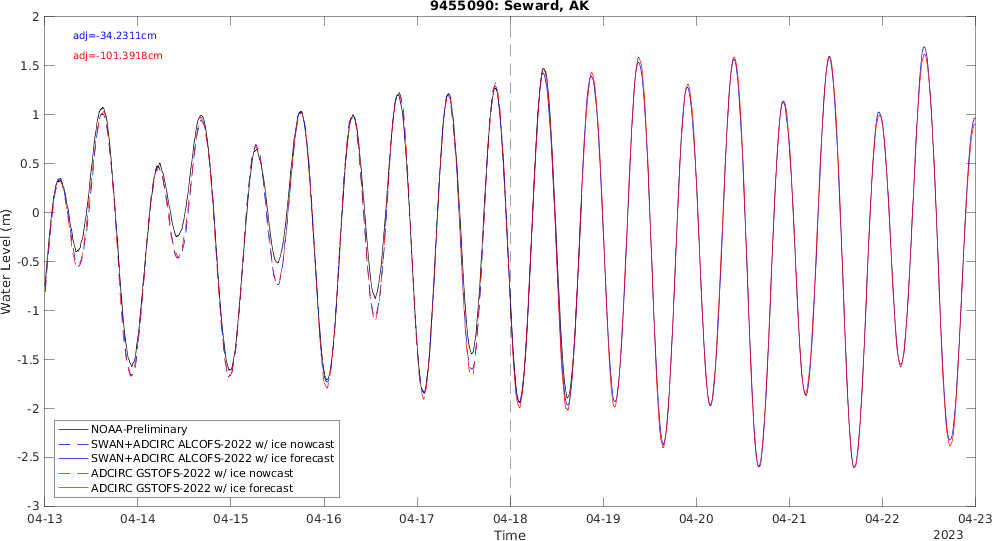 9455090: Seward, AK
adj=-34.2311cm
adj=-101.3918cm
2
1.5
1
0.5
0
-0.5
-1
-1.5
-2
-2.5
-3
Water Level (m)
NOAA-Preliminary
SWAN+ADCIRC ALCOFS-2022 w/ ice nowcast
SWAN+ADCIRC ALCOFS-2022 w/ ice forecast
ADCIRC GSTOFS-2022 w/ ice nowcast
ADCIRC GSTOFS-2022 w/ ice forecast
04-13 04-14 04-15 04-16 04-17 04-18 04-19 04-20 04-21 04-22 04-23
Time
2023